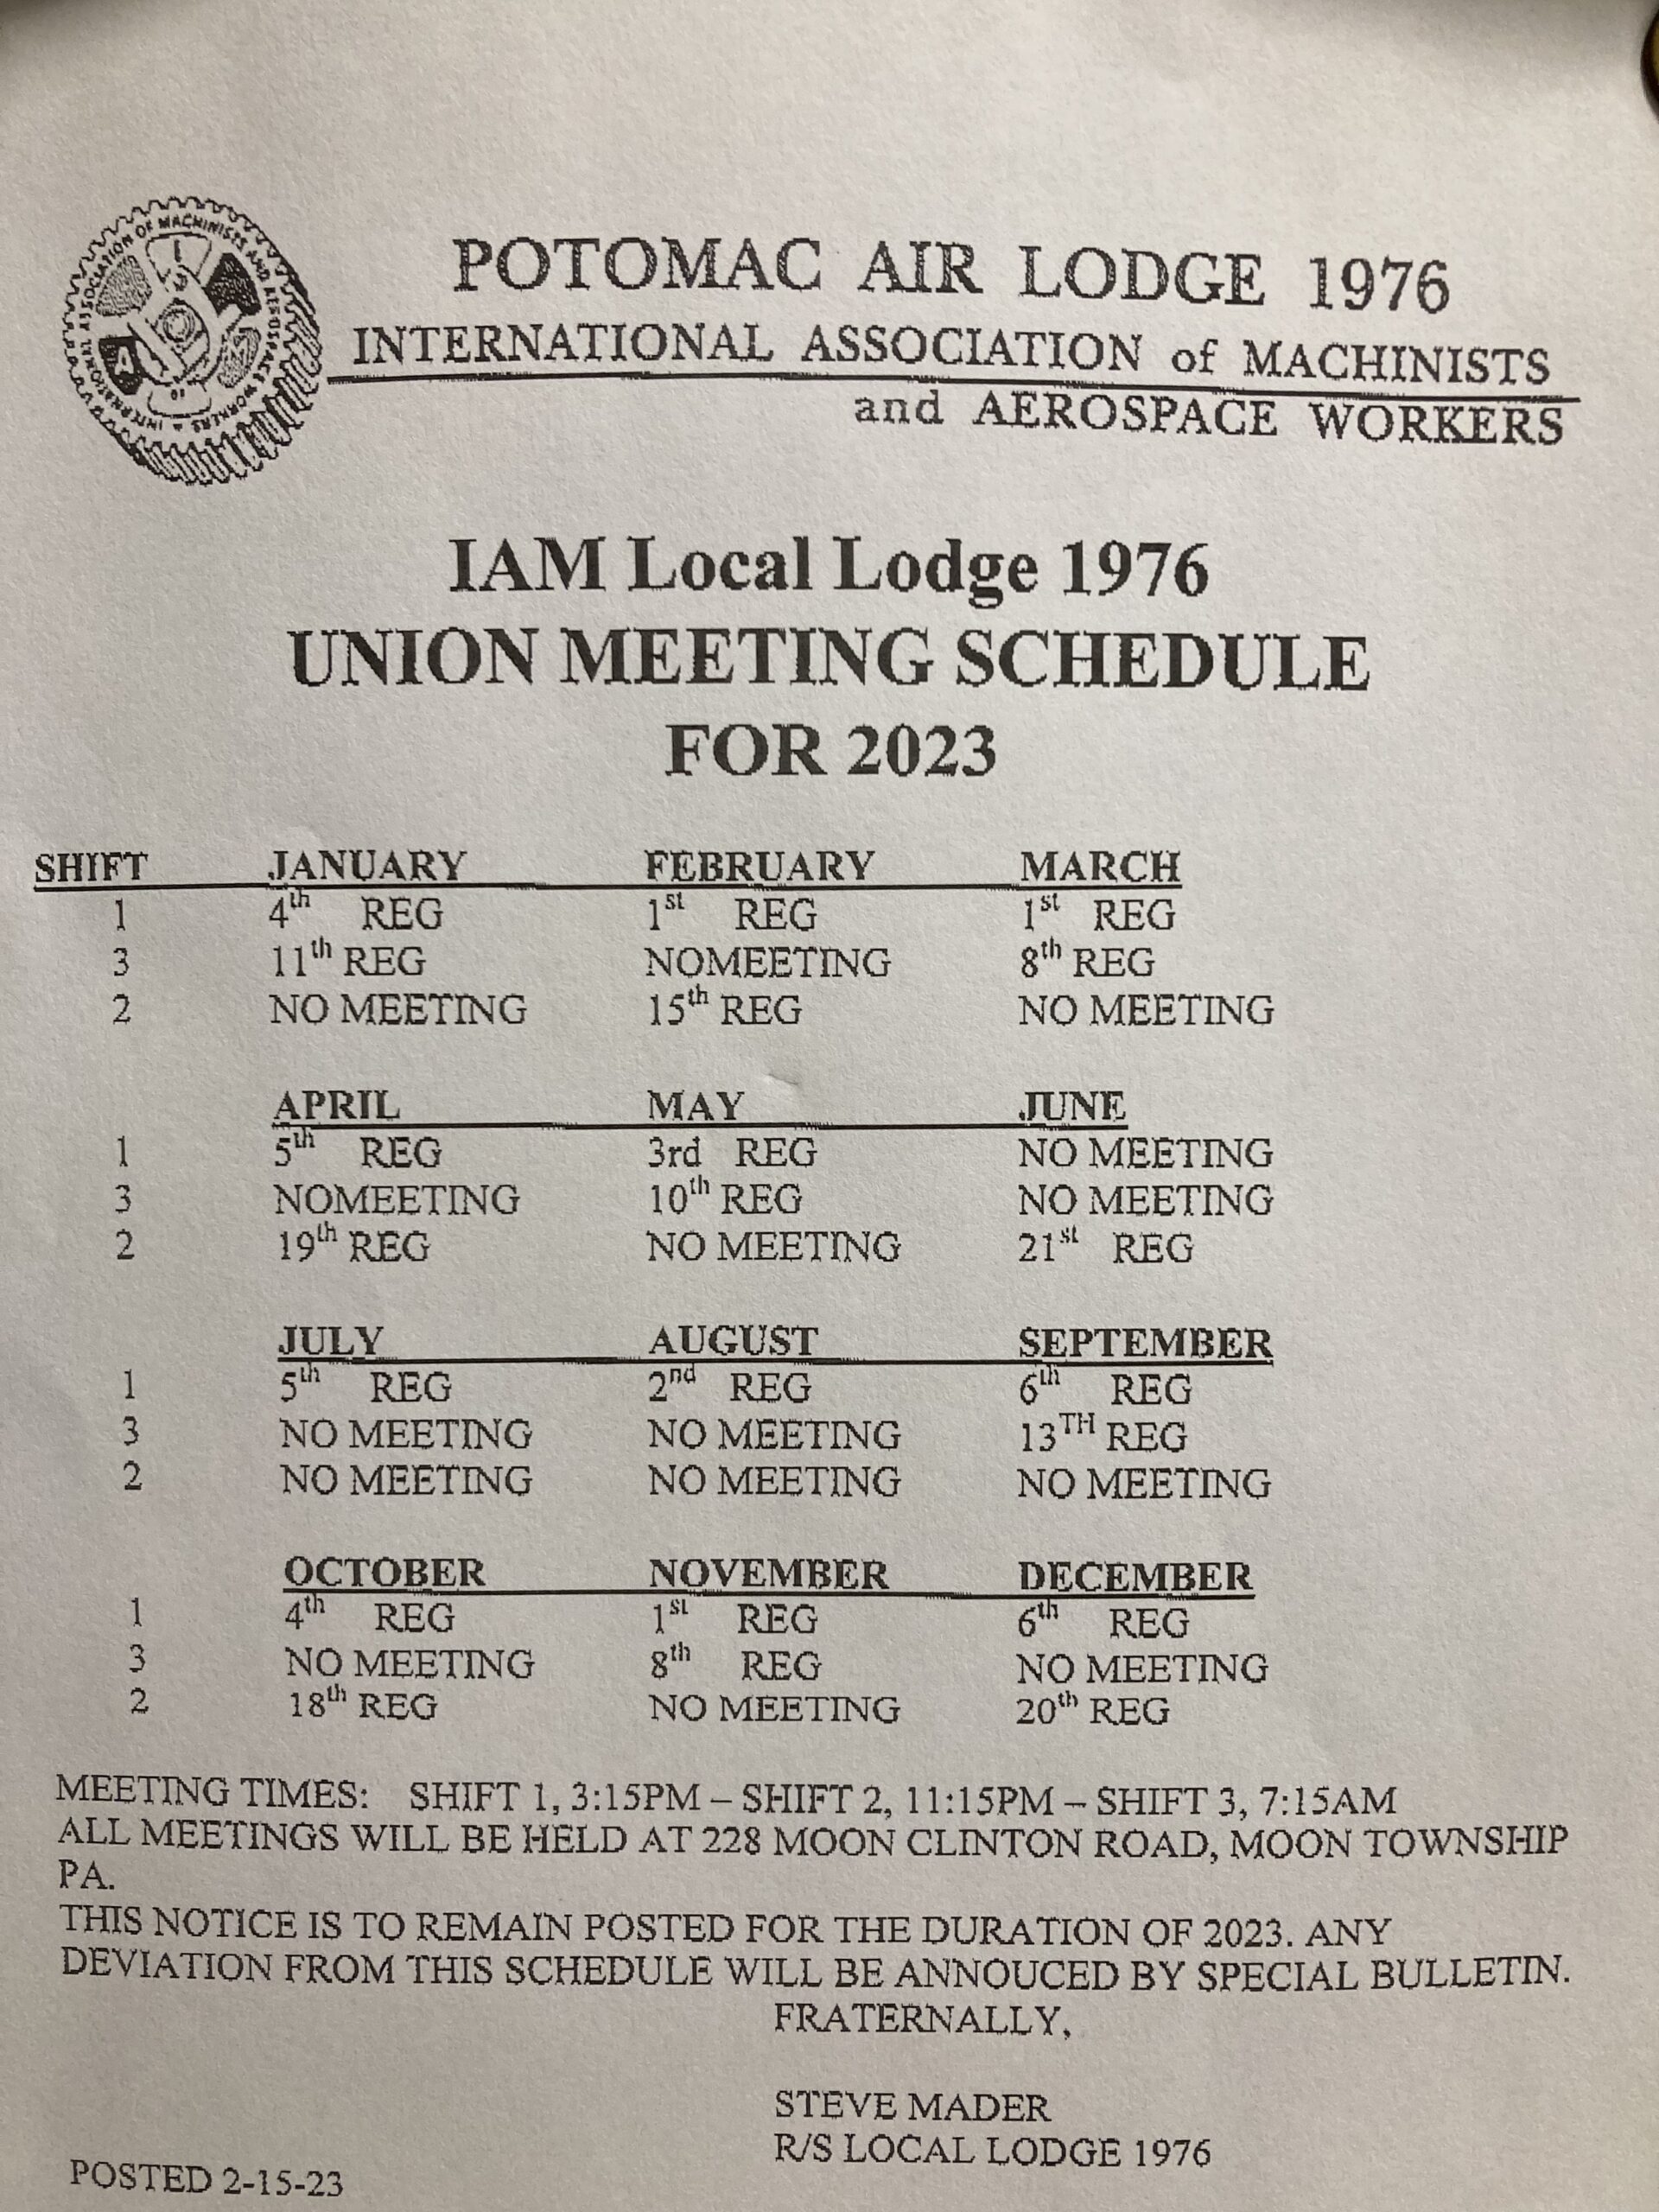 INTERNATIONAL ASSOCIATION OF MACHINISTS AND AEROSPACE WORKERS
POTOMAC AIR LODGE 1976
INTERNATIONAL ASSOCIATION of MACHINISTS
and AEROSPACE WORKERS
IAM Local Lodge 1976
UNION MEETING SCHEDULE
FOR 2023
SHIFT JANUARY FEBRUARY MARCH
1 4th REG 1st REG 1st REG
3 11th REG NOMEETING 8th REG
2 NO MEETING 15th REG NO MEETING
APRIL MAY JUNE
1 5th REG 3rd REG NO MEETING
3 NOMEETING 10th REG NO MEETING
2 19th REG NO MEETING 21st REG
JULY AUGUST SEPTEMBER
1 5th REG 2nd REG 6th REG
3 NO MEETING NO MEETING 13TH REG
2 NO MEETING NO MEETING NO MEETING
OCTOBER NOVEMBER DECEMBER
1 4th REG 1st REG 6th REG
3 NO MEETING 8th REG NO MEETING
2 18th REG NO MEETING 20th REG
MEETING TIMES: SHIFT 1, 3:15PM – SHIFT 2, 11:15PM – SHIFT 3, 7:15AM
ALL MEETINGS WILL BE HELD AT 228 MOON CLINTON ROAD, MOON TOWNSHIP
PA.
THIS NOTICE IS TO REMAIN POSTED FOR THE DURATION OF 2023. ANY
DEVIATION FROM THIS SCHEDULE WILL BE ANNOUCED BY SPECIAL BULLETIN.
FRATERNALLY,
STEVE MADER
R/S LOCAL LODGE 1976
POSTED 2-15-23